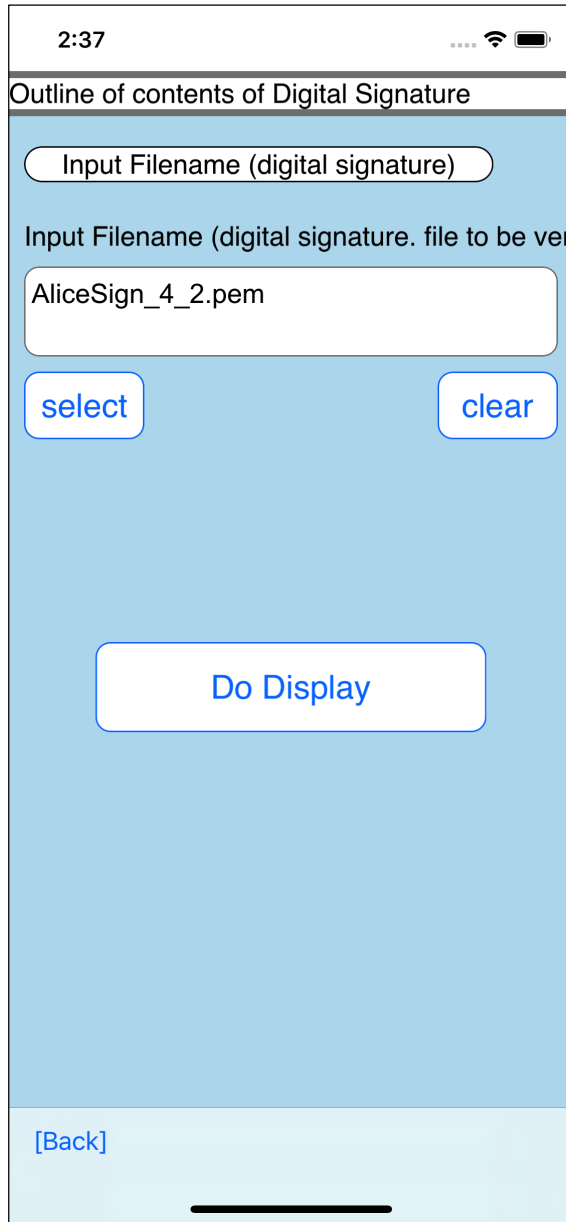 2:37
Outline of contents of Digital Signature
Input Filename (digital signature)
Input Filename (digital signature. file to be ver
AliceSign_4_2.pem
select
clear
Do Display
[Back]